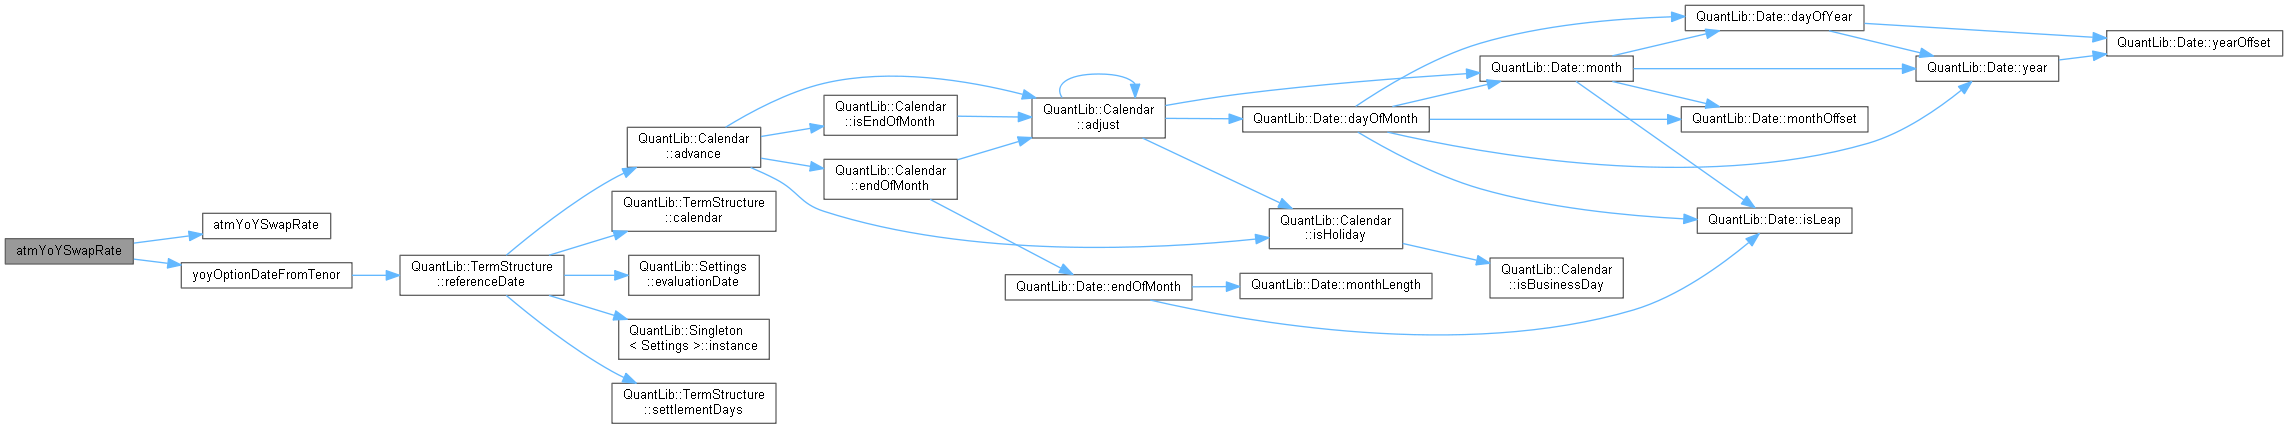 atmYoYSwapRate
atmYoYSwapRate
yoyOptionDateFromTenor
QuantLib::TermStructure
::referenceDate
QuantLib::Calendar
::advance
QuantLib::TermStructure
::calendar
QuantLib::Settings
::evaluationDate
QuantLib::Singleton
< Settings >::instance
QuantLib::TermStructure
::settlementDays
QuantLib::Calendar
::isEndOfMonth
QuantLib::Calendar
::endOfMonth
QuantLib::Calendar
::adjust
QuantLib::Date::endOfMonth
QuantLib::Date::dayOfMonth
QuantLib::Calendar
::isHoliday
QuantLib::Date::monthLength
QuantLib::Date::month
QuantLib::Calendar
::isBusinessDay
QuantLib::Date::dayOfYear
QuantLib::Date::monthOffset
QuantLib::Date::isLeap
QuantLib::Date::year
QuantLib::Date::yearOffset